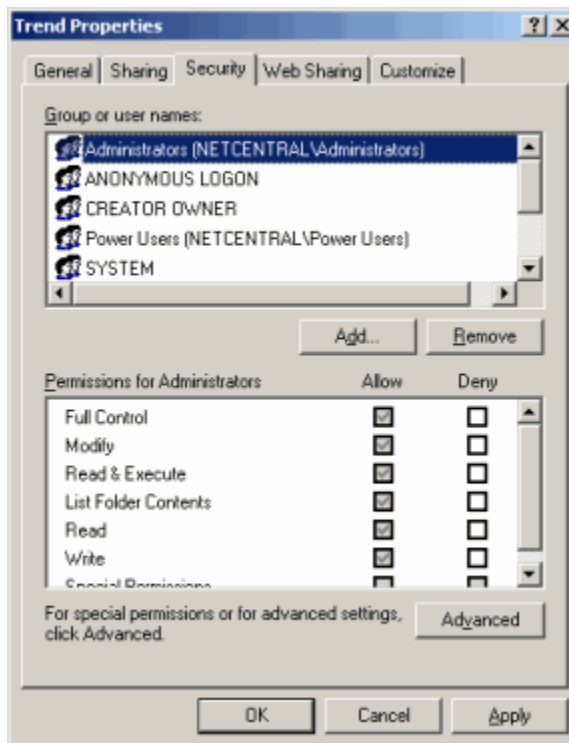 Trend Properties
General Sharing Security Web Sharing Customize
Group or user names:
Administrators (NETCENTRAL\Administrators)
ANONYMOUS LOGON
CREATOR OWNER
Power Users (NETCENTRAL\Power Users)
SYSTEM
Add... Remove
Permissions for Administrators Allow Deny
Full Control
Modify
Read & Execute
List Folder Contents
Read
Write
Special Permissions
For special permissions or for advanced settings, Advanced
click Advanced.
OK Cancel Apply